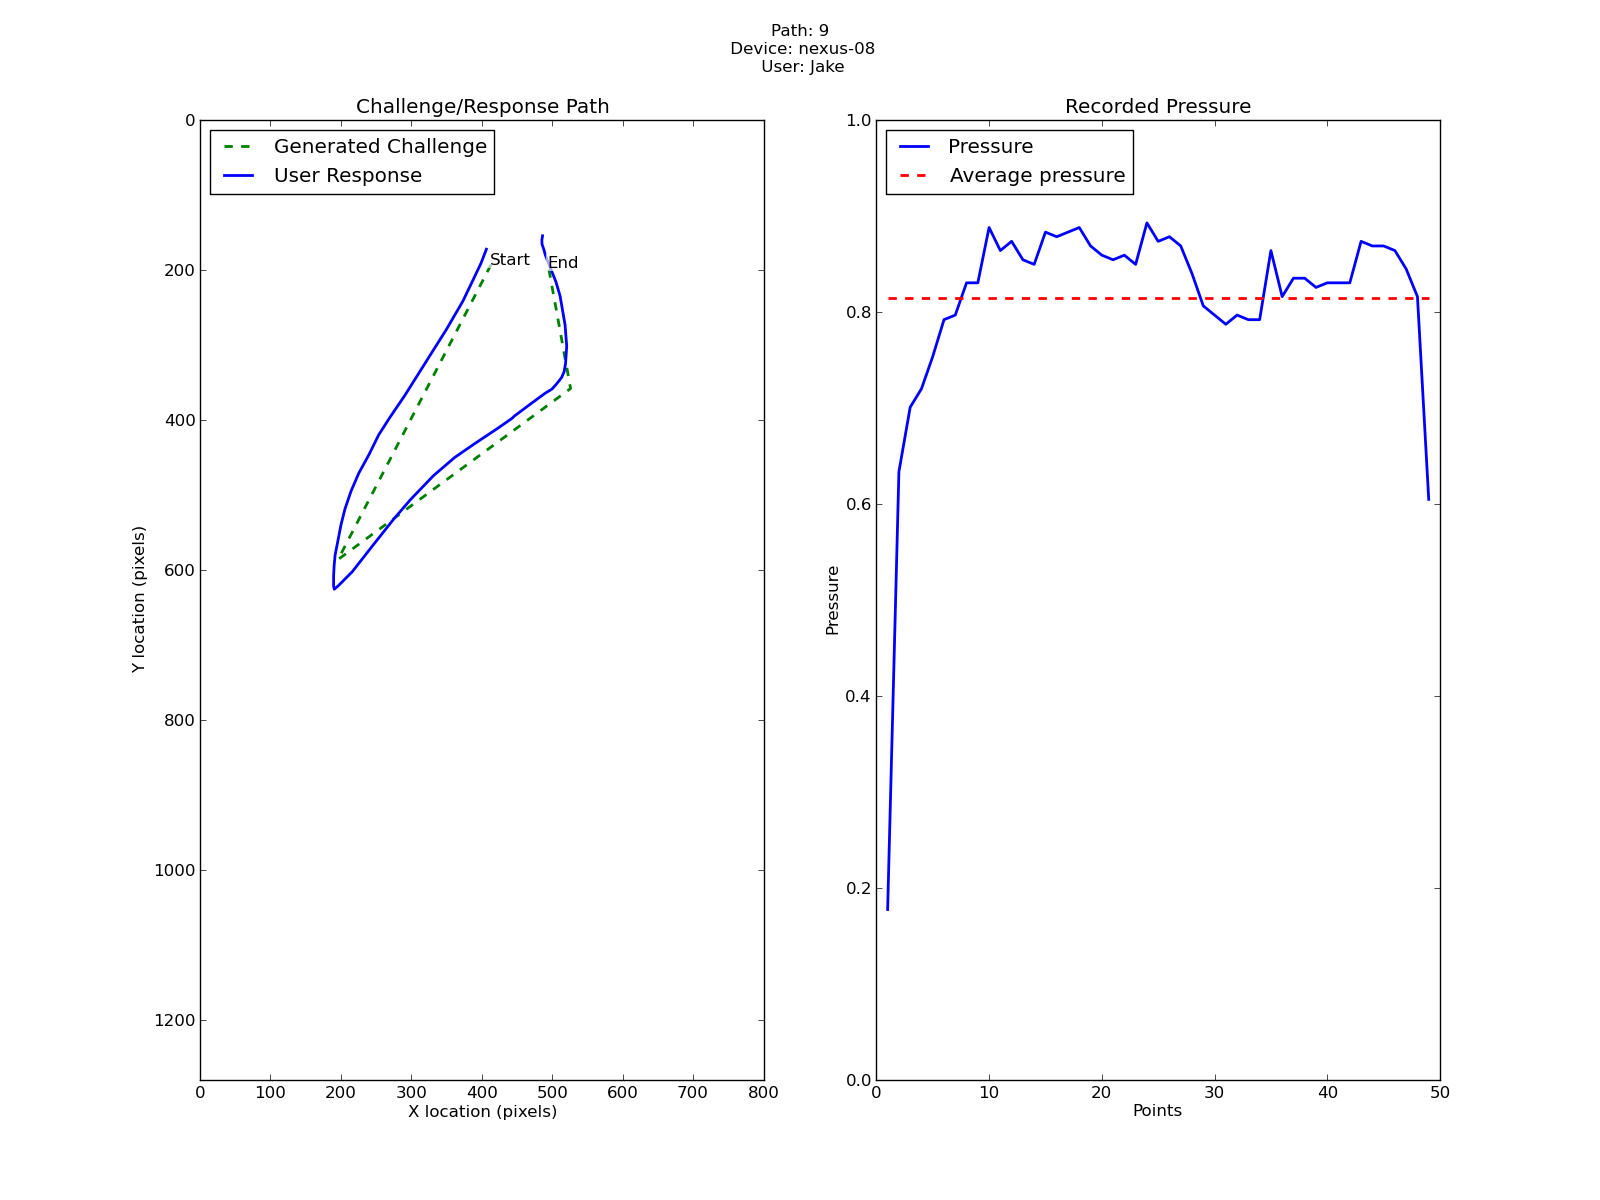 Path: 9
Device: nexus-08
User: Jake
Challenge/Response Path
Generated Challenge
User Response
Start
End
0
200
400
600
800
1000
1200
Y location (pixels)
0 100 200 300 400 500 600 700 800
X location (pixels)
Recorded Pressure
Pressure
Average pressure
1.0
0.8
0.6
0.4
0.2
0.0
Pressure
0 10 20 30 40 50
Points